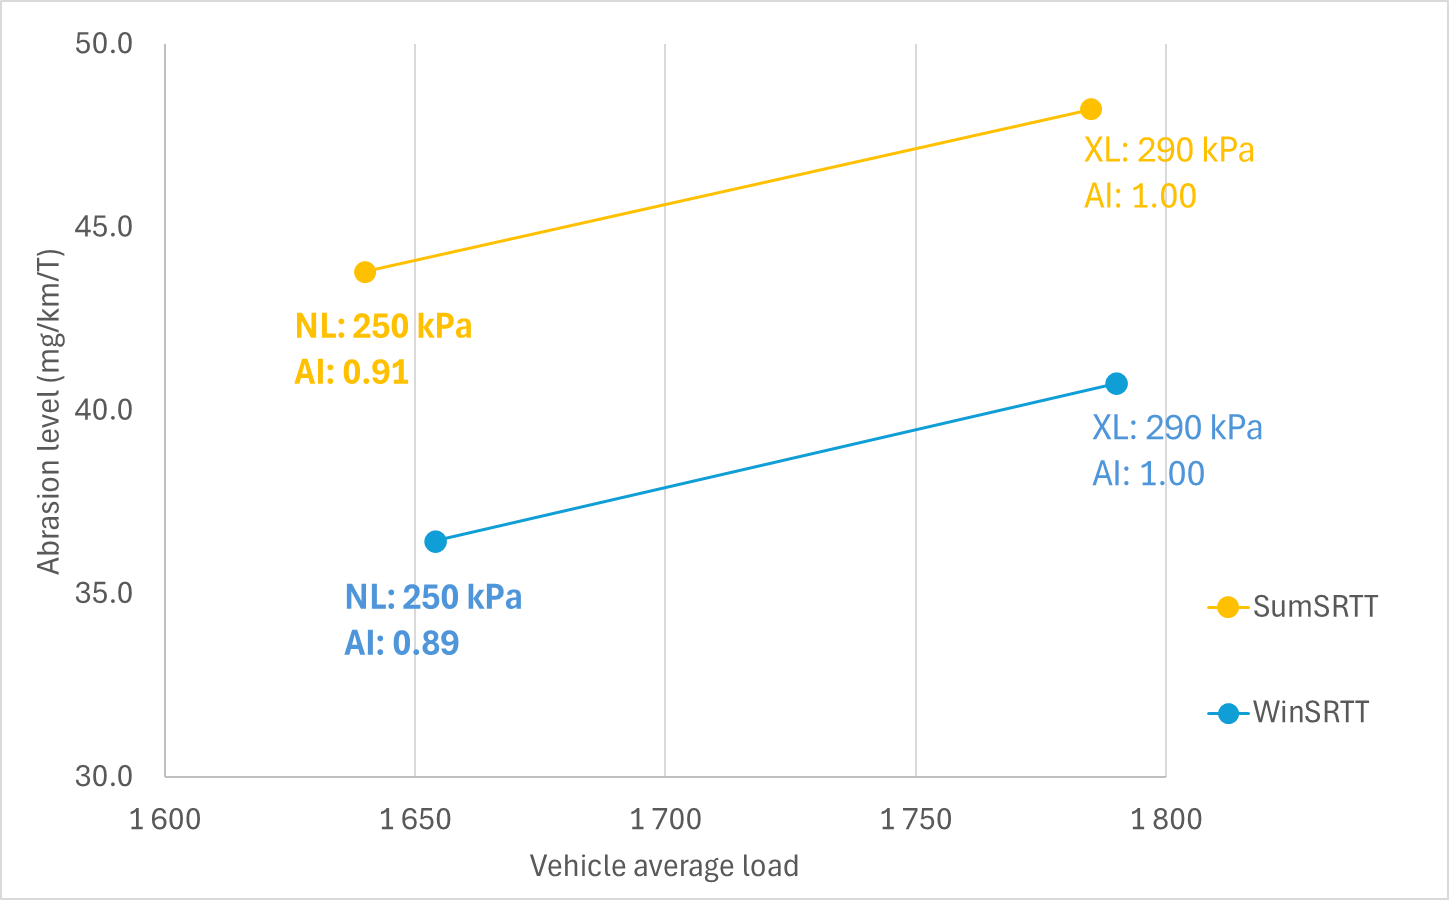 50.0
45.0
40.0
35.0
30.0
Abrasion level (mg/km/T)
XL: 290 kPa
AI: 1.00
NL: 250 kPa
AI: 0.91
XL: 290 kPa
AI: 1.00
NL: 250 kPa
AI: 0.89
SumSRTT
WinSRTT
1 600
1 650
1 700
1 750
1 800
Vehicle average load